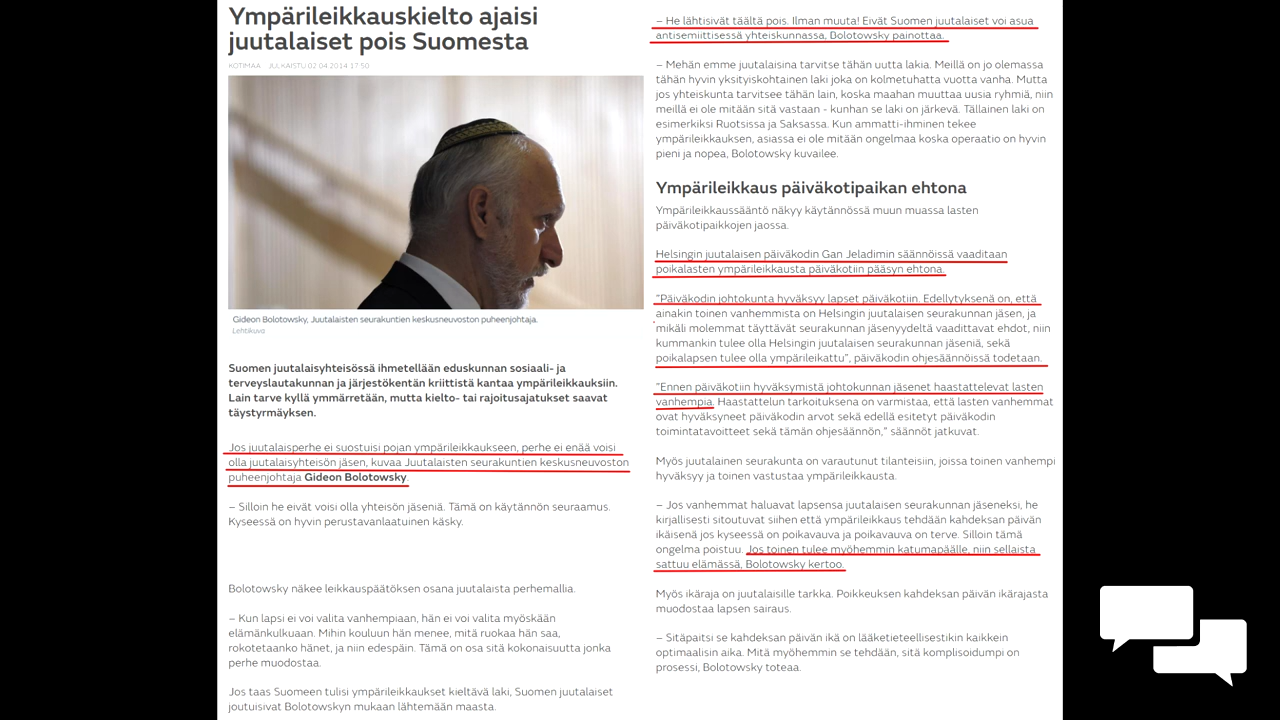 Ympärileikkauskielto ajaisi
juutalaiset pois Suomesta
KOTIMAA JULKAISTU 02.04.2014 17:50
Gideon Bolotowsky, Juutalaisten seurakuntien keskusneuvoston puheenjohtaja.
Lehtikuva
Suomen juutalaisyhteisössä ihmetellään eduskunnan sosiaali- ja
terveyslautakunnan ja järjestökentän kriittistä kantaa ympärileikkauksiin.
Lain tarve kyllä ymmärretään, mutta kielto- tai rajoitusajatukset saavat
täystyrmäyksen.
Jos juutalaisperhe ei suostuisi pojan ympärileikkaukseen, perhe ei enää voisi
olla juutalaisyhteisön jäsen, kuvaa Juutalaisten seurakuntien keskusneuvoston
puheenjohtaja Gideon Bolotowsky.
– Silloin he eivät voisi olla yhteisön jäseniä. Tämä on käytännön seuraamus.
Kyseessä on hyvin perustavanlaatuinen käsky.
Bolotowsky näkee leikkauspäätöksen osana juutalaista perhemallia.
– Kun lapsi ei voi valita vanhempiaan, hän ei voi valita myöskään
elämänkulkuaan. Mihin kouluun hän menee, mitä ruokaa hän saa,
rokotetaanko hänet, ja niin edespäin. Tämä on osa sitä kokonaisuutta jonka
perhe muodostaa.
Jos taas Suomeen tulisi ympärileikkaukset kieltävä laki, Suomen juutalaiset
joutuisivat Bolotowskyn mukaan lähtemään maasta.
– He lähtisivät täältä pois. Ilman muuta! Eivät Suomen juutalaiset voi asua
antisemiittisessä yhteiskunnassa, Bolotowsky painottaa.
– Mehän emme juutalaisina tarvitse tähän uutta lakia. Meillä on jo olemassa
tähän hyvin yksityiskohtainen laki joka on kolmetuhatta vuotta vanha. Mutta
jos yhteiskunta tarvitsee tähän lain, koska maahan muuttaa uusia ryhmiä, niin
meillä ei ole mitään sitä vastaan - kunhan se laki on järkevä. Tällainen laki on
esimerkiksi Ruotsissa ja Saksassa. Kun ammatti-ihminen tekee
ympärileikkauksen, asiassa ei ole mitään ongelmaa koska operaatio on hyvin
pieni ja nopea, Bolotowsky kuvailee.
Ympärileikkaus päiväkotipaikan ehtona
Ympärileikkaussääntö näkyy käytännössä muun muassa lasten
päiväkotipaikkojen jaossa.
Helsingin juutalaisen päiväkodin Gan Jeladimin säännöissä vaaditaan
poikalasten ympärileikkausta päiväkotiin pääsyn ehtona.
"Päiväkodin johtokunta hyväksyy lapset päiväkotiin. Edellytyksenä on, että
ainakin toinen vanhemmista on Helsingin juutalaisen seurakunnan jäsen, ja
mikäli molemmat täyttävät seurakunnan jäsenyydeltä vaadittavat ehdot, niin
kummankin tulee olla Helsingin juutalaisen seurakunnan jäseniä, sekä
poikalapsen tulee olla ympärileikattu", päiväkodin ohjesäännöissä todetaan.
"Ennen päiväkotiin hyväksymistä johtokunnan jäsenet haastattelevat lasten
vanhempia. Haastattelun tarkoituksena on varmistaa, että lasten vanhemmat
ovat hyväksyneet päiväkodin arvot sekä edellä esitetyt päiväkodin
toimintatavoitteet sekä tämän ohjesäännön," säännöt jatkuvat.
Myös juutalainen seurakunta on varautunut tilanteisiin, joissa toinen vanhempi
hyväksyy ja toinen vastustaa ympärileikkausta.
– Jos vanhemmat haluavat lapsensa juutalaisen seurakunnan jäseneksi, he
kirjallisesti sitoutuvat siihen että ympärileikkaus tehdään kahdeksan päivän
ikäisenä jos kyseessä on poikavauva ja poikavauva on terve. Silloin tämä
ongelma poistuu. Jos toinen tulee myöhemmin katumapäälle, niin sellaista
sattuu elämässä, Bolotowsky kertoo.
Myös ikäraja on juutalaisille tarkka. Poikkeuksen kahdeksan päivän ikärajasta
muodostaa lapsen sairaus.
– Sitäpaitsi se kahdeksan päivän ikä on lääketieteellisestikin kaikkein
optimaalisin aika. Mitä myöhemmin se tehdään, sitä komplisoidumpi on
prosessi, Bolotowsky toteaa.